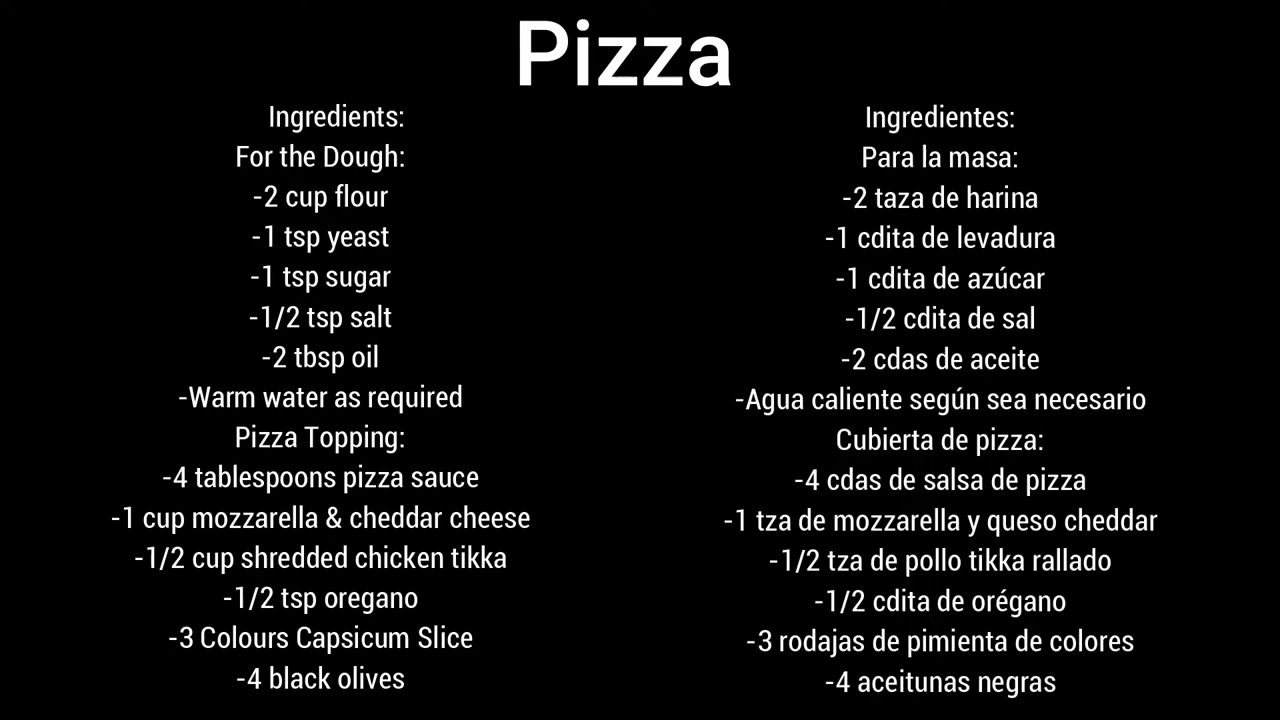 Pizza
Ingredients:
For the Dough:
-2 cup flour
-1 tsp yeast
-1 tsp sugar
-1/2 tsp salt
-2 tbsp oil
-Warm water as required
Pizza Topping:
-4 tablespoons pizza sauce
-1 cup mozzarella & cheddar cheese
-1/2 cup shredded chicken tikka
-1/2 tsp oregano
-3 Colours Capsicum Slice
-4 black olives
Ingredientes:
Para la masa:
-2 taza de harina
-1 cdita de levadura
-1 cdita de azúcar
-1/2 cdita de sal
-2 cdas de aceite
-Agua caliente según sea necesario
Cubierta de pizza:
-4 cdas de salsa de pizza
-1 tza de mozzarella y queso cheddar
-1/2 tza de pollo tikka rallado
-1/2 cdita de orégano
-3 rodajas de pimienta de colores
-4 aceitunas negras